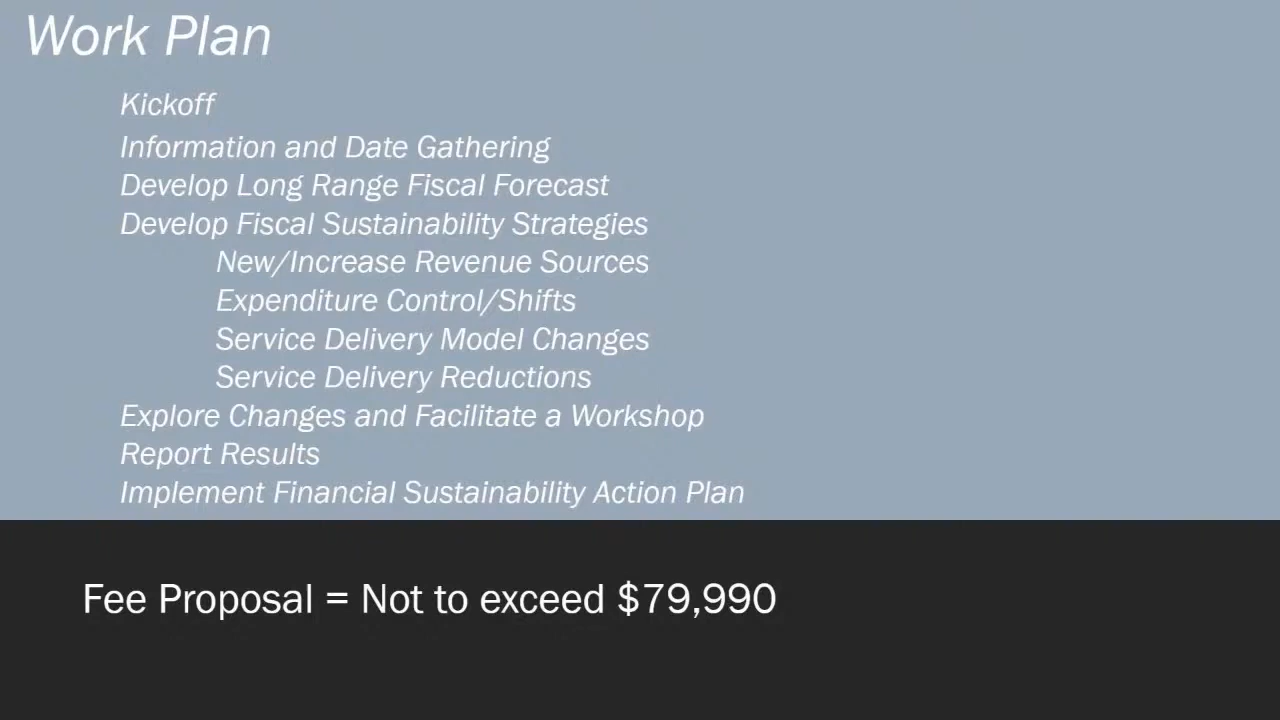 Work Plan
Kickoff
Information and Date Gathering
Develop Long Range Fiscal Forecast
Develop Fiscal Sustainability Strategies
New/Increase Revenue Sources
Expenditure Control/Shifts
Service Delivery Model Changes
Service Delivery Reductions
Explore Changes and Facilitate a Workshop
Report Results
Implement Financial Sustainability Action Plan
Fee Proposal = Not to exceed $79,990